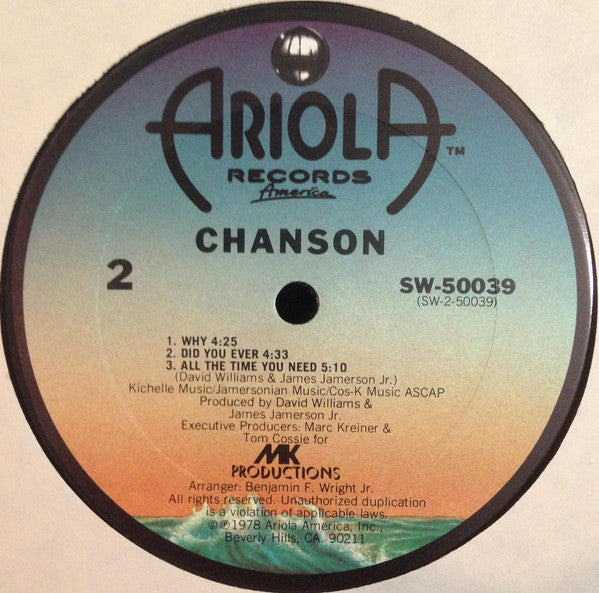 ARIOLA TM
RECORDS
America
CHANSON
2
SW-50039
(SW-2-50039)
1. WHY 4:25
2. DID YOU EVER 4:33
3. ALL THE TIME YOU NEED 5:10
(David Williams & James Jamerson Jr.)
Kichelle Music/Jamersonian Music/Cos-K Music ASCAP
Produced by David Williams &
James Jamerson Jr.
Executive Producers: Marc Kreiner &
Tom Cossie for
MK
PRODUCTIONS
Arranger: Benjamin F. Wright Jr.
All rights reserved. Unauthorized duplication
is a violation of applicable laws.
©℗1978 Ariola America, Inc.,
Beverly Hills, CA. 90211